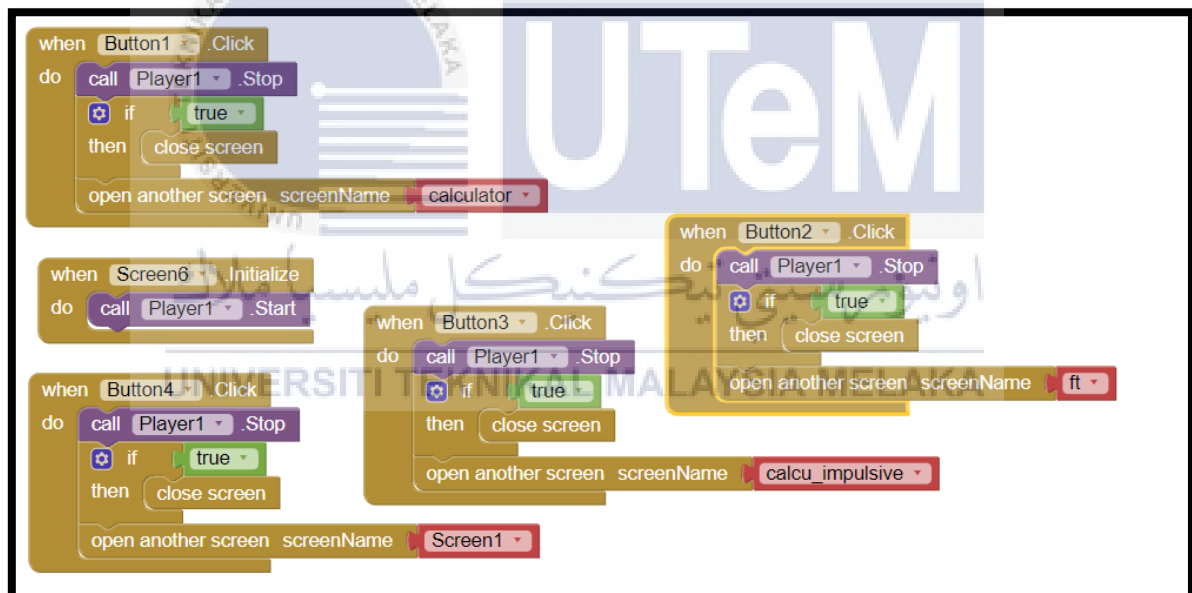 when Button1 .Click
do call Player1 .Stop
if true
then close screen
open another screen screenName calculator
when Screen6 .Initialize
do call Player1 .Start
when Button4 .Click
do call Player1 .Stop
if true
then close screen
open another screen screenName Screen1
when Button3 .Click
do call Player1 .Stop
if true
then close screen
open another screen screenName calcu_impulsive
when Button2 .Click
do call Player1 .Stop
if true
then close screen
open another screen screenName ft
UTeM
اونيۏرسيتي تيكنيكل مليسيا ملاك
UNIVERSITI TEKNIKAL MALAYSIA MELAKA